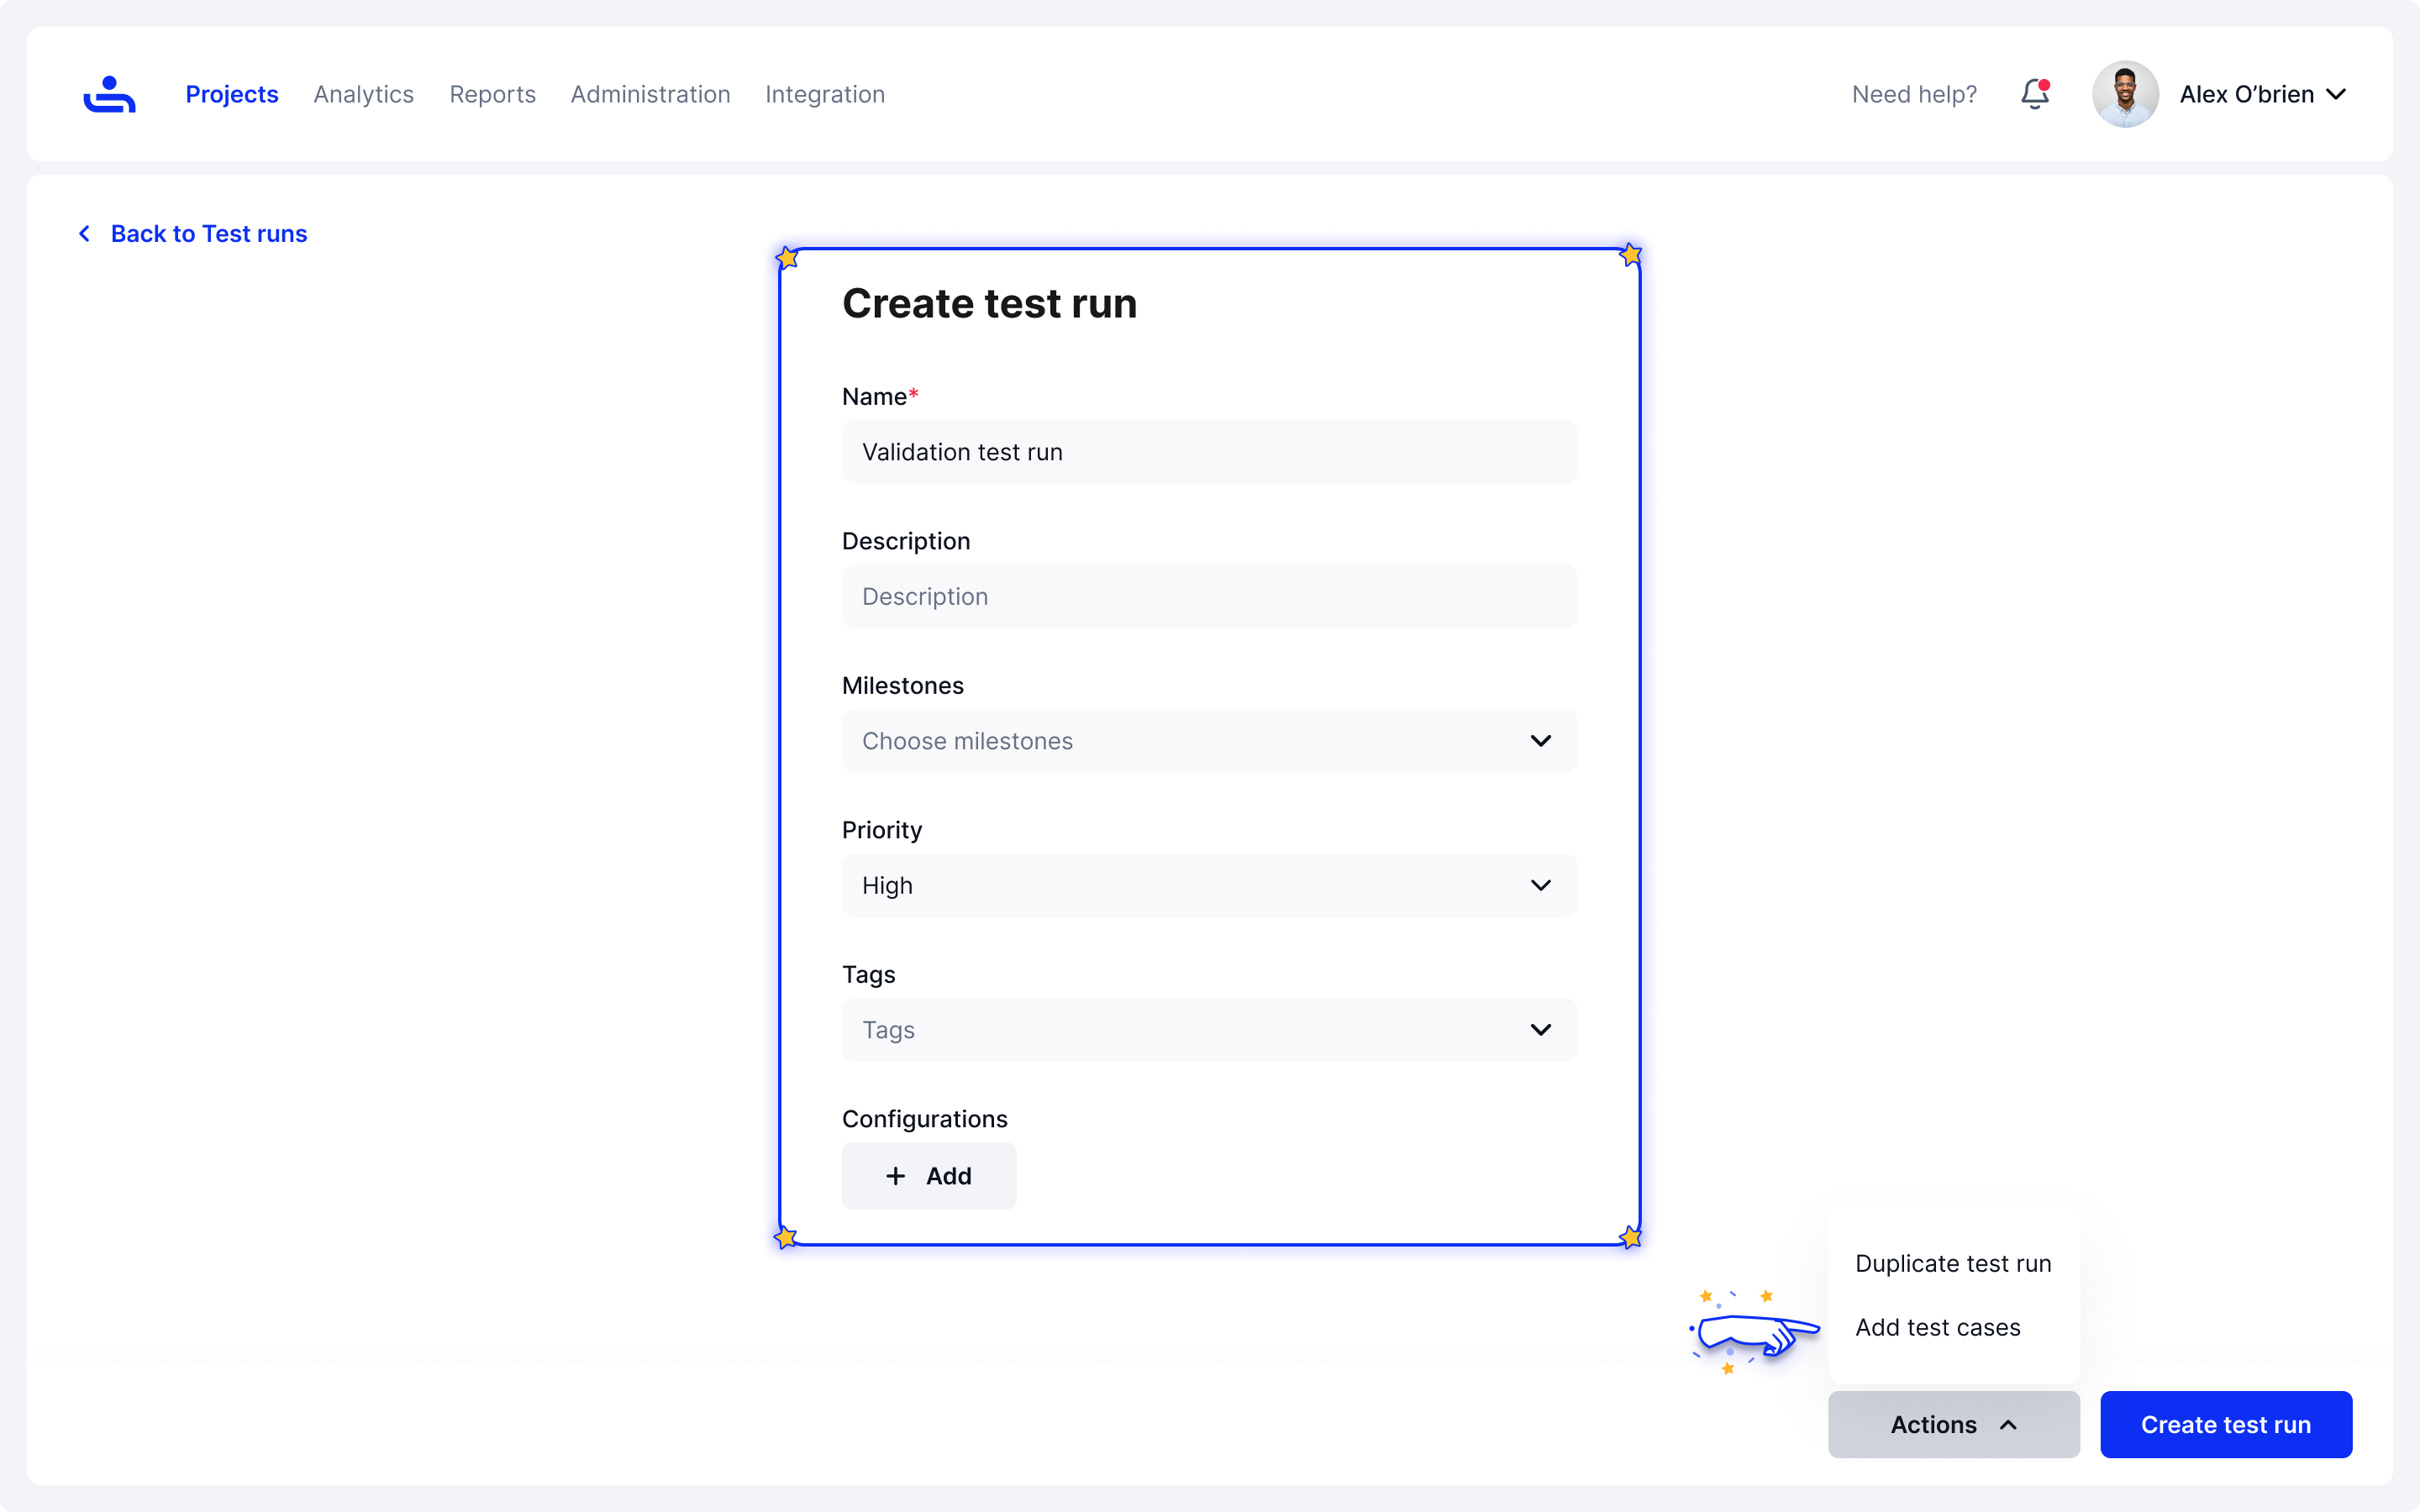 Projects Analytics Reports Administration Integration Need help? Alex O’brien
Back to Test runs
Create test run
Name*
Validation test run
Description
Description
Milestones
Choose milestones
Priority
High
Tags
Tags
Configurations
+ Add
Duplicate test run
Add test cases
Actions
Create test run